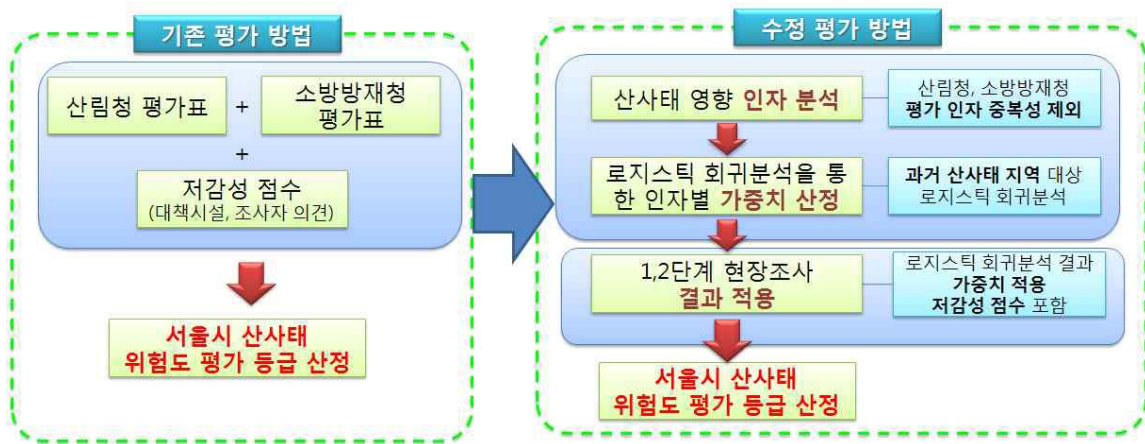 기존 평가 방법
산림청 평가표
+
소방방재청
평가표
+
저감성 점수
(대책시설, 조사자 의견)
서울시 산사태
위험도 평가 등급 산정
수정 평가 방법
산사태 영향 인자 분석
산림청, 소방방재청
평가 인자 중복성 제외
로지스틱 회귀분석을 통
한 인자별 가중치 산정
과거 산사태 지역 대상
로지스틱 회귀분석
1,2단계 현장조사
결과 적용
로지스틱 회귀분석 결과
가중치 적용
저감성 점수 포함
서울시 산사태
위험도 평가 등급 산정